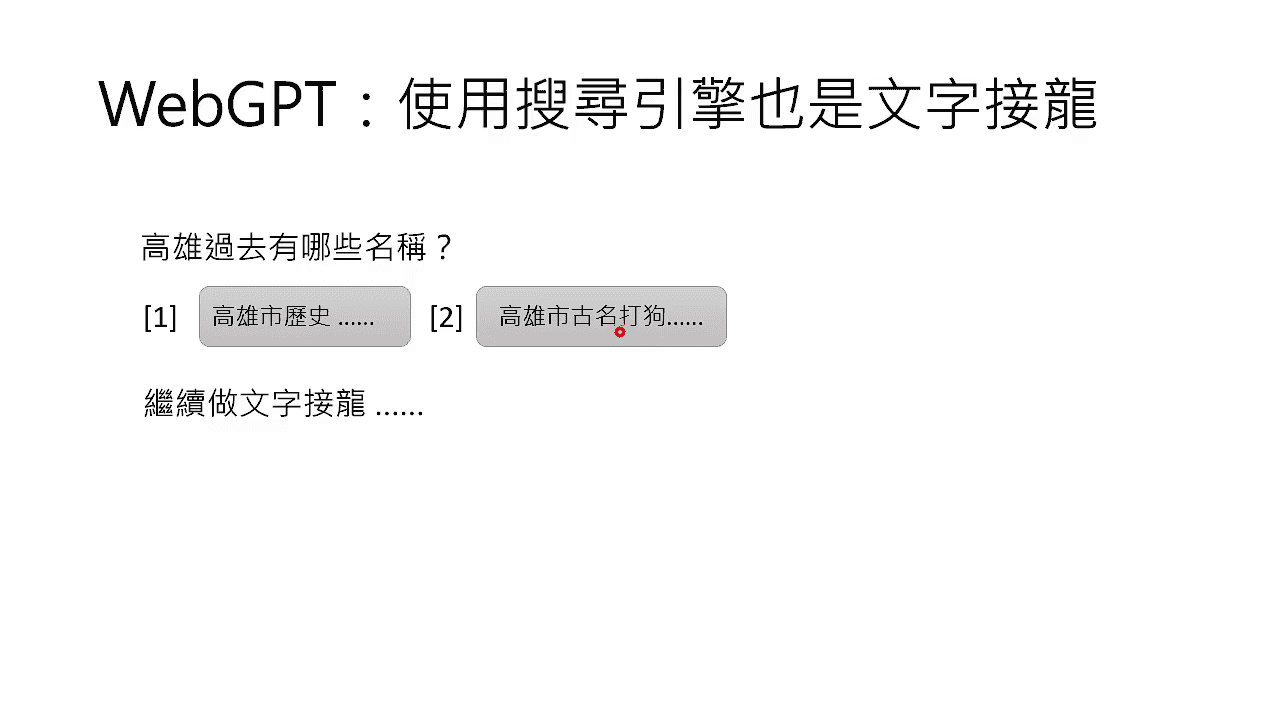 WebGPT：使用搜尋引擎也是文字接龍
高雄過去有哪些名稱？
[1] 高雄市歷史 ...... [2] 高雄市古名打狗......
繼續做文字接龍 ......